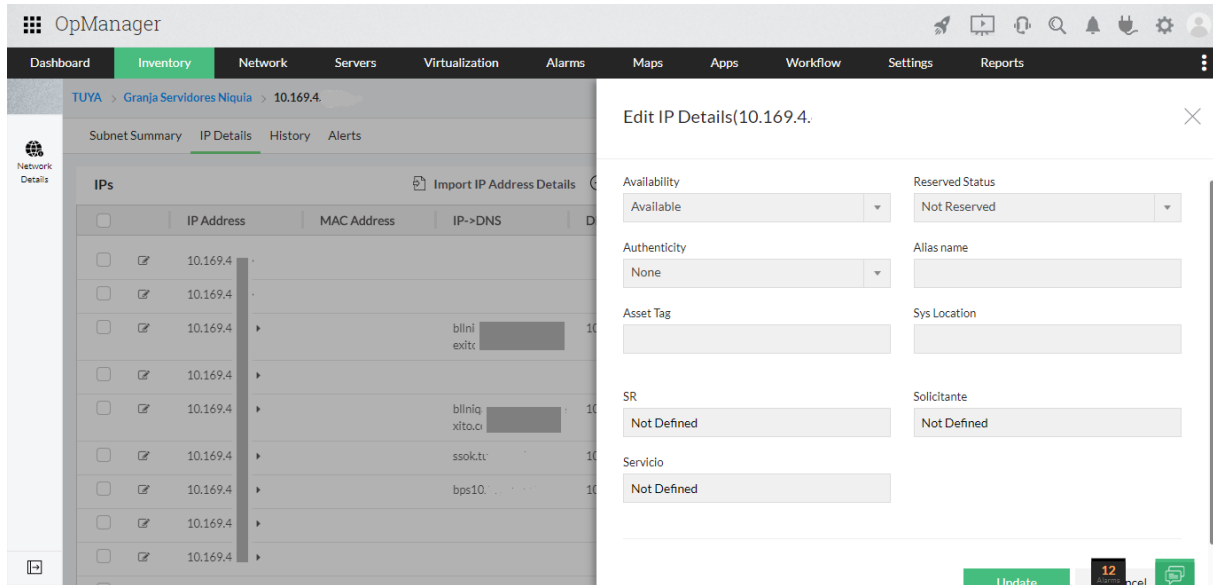 OpManager
Dashboard Inventory Network Servers Virtualization Alarms Maps Apps Workflow Settings Reports
TUYA > Granja Servidores Niquia > 10.169.4.
Subnet Summary IP Details History Alerts
Network
Details
IPs Import IP Address Details
IP Address MAC Address IP->DNS
10.169.4
10.169.4
10.169.4 bllni
exito
10.169.4
10.169.4 bllniq
xito.co
10.169.4 ssok.tu
10.169.4 bps10.
10.169.4
10.169.4
Edit IP Details(10.169.4.
Availability Reserved Status
Available Not Reserved
Authenticity Alias name
None
Asset Tag Sys Location
SR Solicitante
Not Defined Not Defined
Servicio
Not Defined
Update ncel
12
Alarms